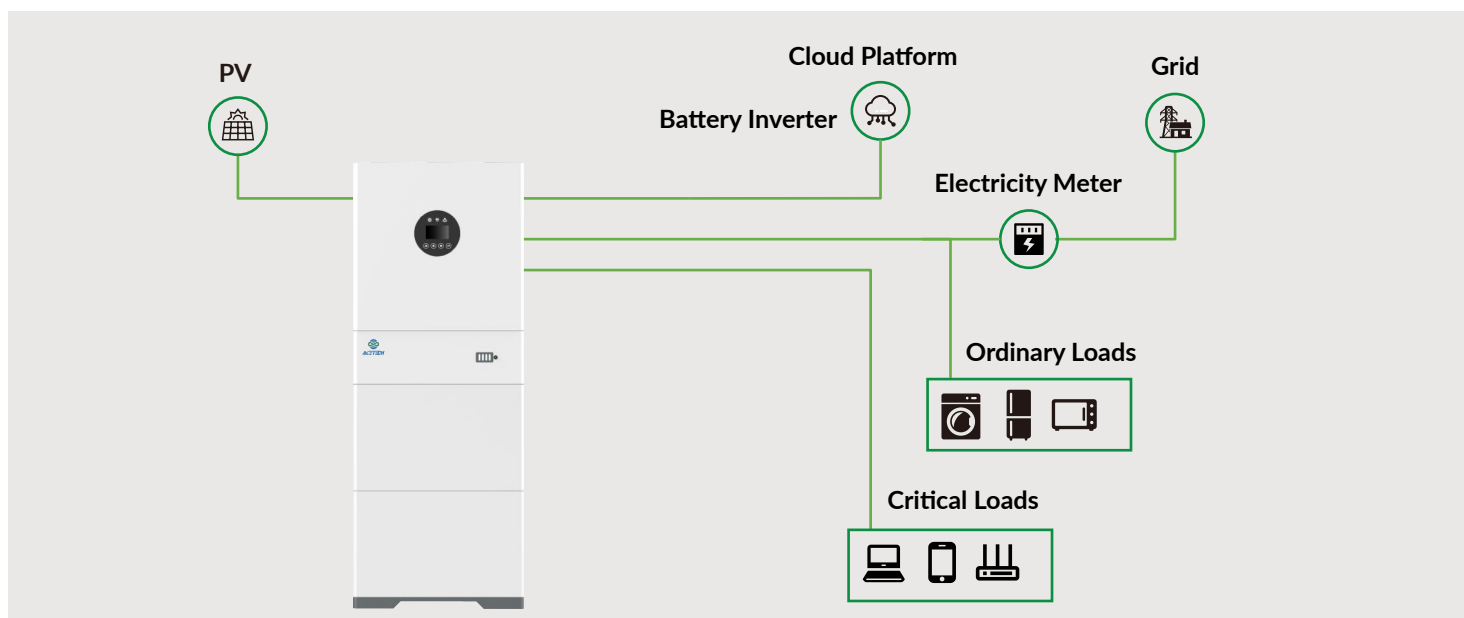 PV
Cloud Platform
Grid
Battery Inverter
Electricity Meter
Ordinary Loads
Critical Loads